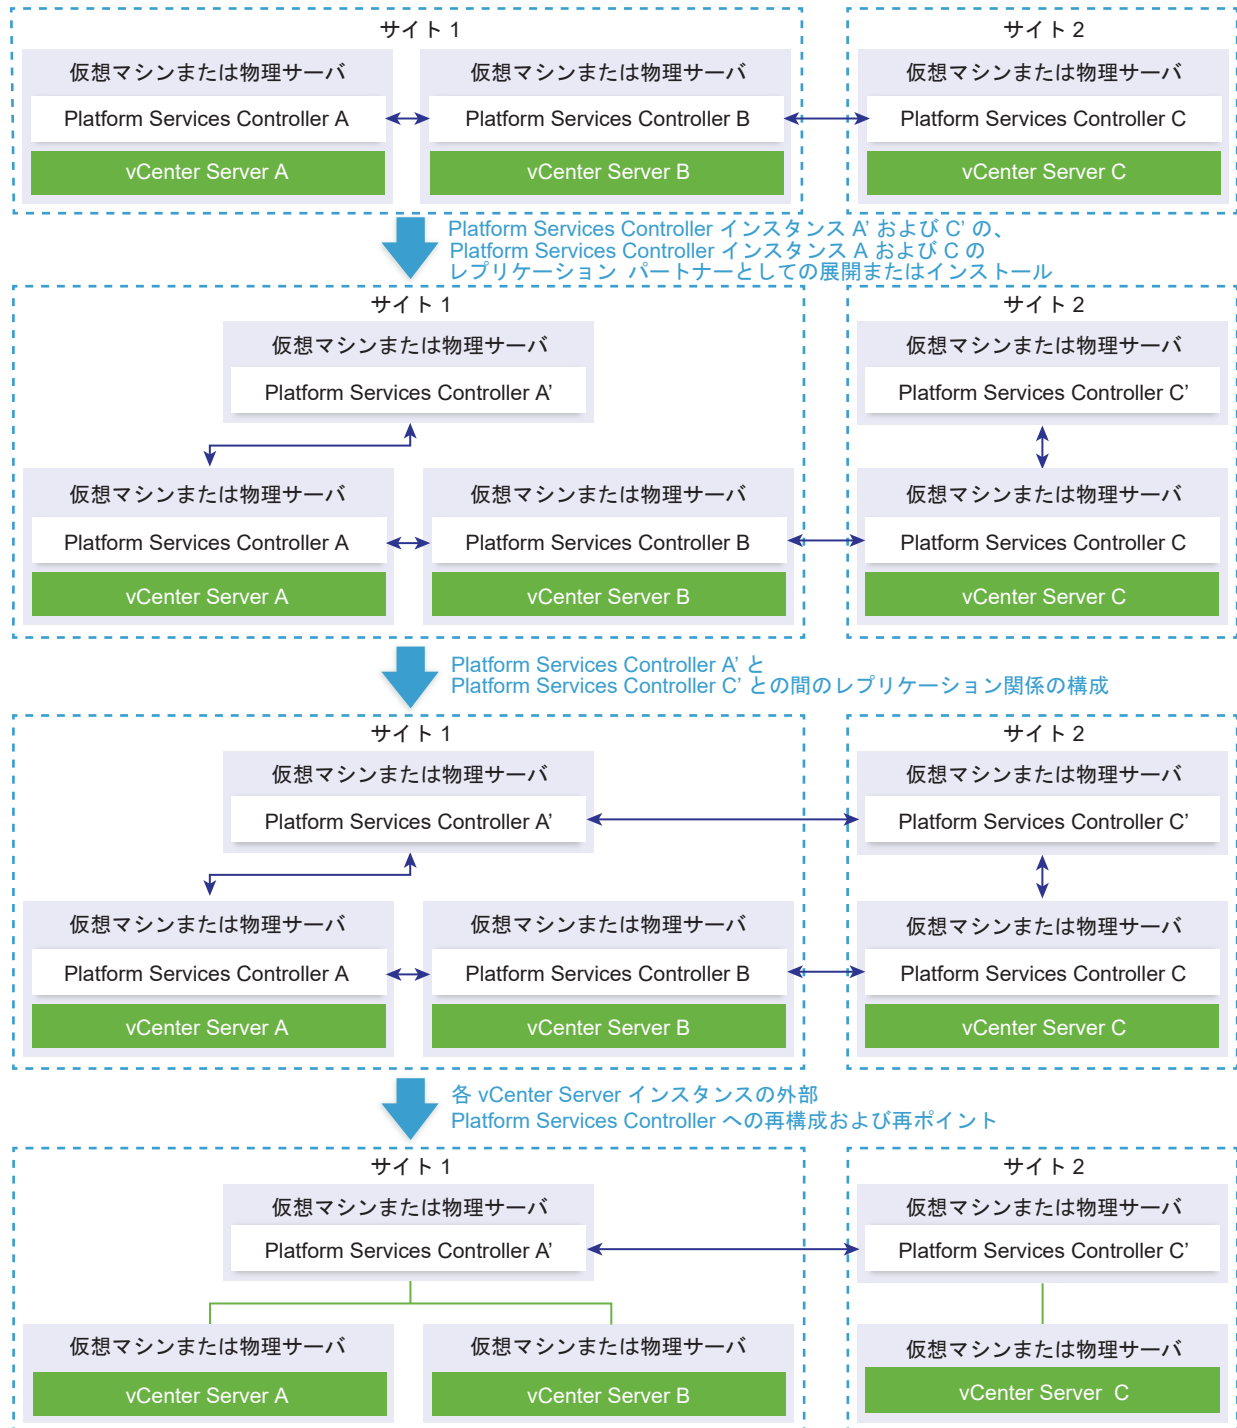 サイト 1
サイト 2
仮想マシンまたは物理サーバ
仮想マシンまたは物理サーバ
仮想マシンまたは物理サーバ
Platform Services Controller A
Platform Services Controller B
Platform Services Controller C
vCenter Server A
vCenter Server B
vCenter Server C
Platform Services Controller インスタンス A’ および C’ の、
Platform Services Controller インスタンス A および C の
レプリケーション パートナーとしての展開またはインストール
サイト 1
サイト 2
仮想マシンまたは物理サーバ
仮想マシンまたは物理サーバ
Platform Services Controller A’
Platform Services Controller C’
仮想マシンまたは物理サーバ
仮想マシンまたは物理サーバ
仮想マシンまたは物理サーバ
Platform Services Controller A
Platform Services Controller B
Platform Services Controller C
vCenter Server A
vCenter Server B
vCenter Server C
Platform Services Controller A’ と
Platform Services Controller C’ との間のレプリケーション関係の構成
サイト 1
サイト 2
仮想マシンまたは物理サーバ
仮想マシンまたは物理サーバ
Platform Services Controller A’
Platform Services Controller C’
仮想マシンまたは物理サーバ
仮想マシンまたは物理サーバ
仮想マシンまたは物理サーバ
Platform Services Controller A
Platform Services Controller B
Platform Services Controller C
vCenter Server A
vCenter Server B
vCenter Server C
各 vCenter Server インスタンスの外部
Platform Services Controller への再構成および再ポイント
サイト 1
サイト 2
仮想マシンまたは物理サーバ
仮想マシンまたは物理サーバ
Platform Services Controller A’
Platform Services Controller C’
仮想マシンまたは物理サーバ
仮想マシンまたは物理サーバ
仮想マシンまたは物理サーバ
vCenter Server A
vCenter Server B
vCenter Server C